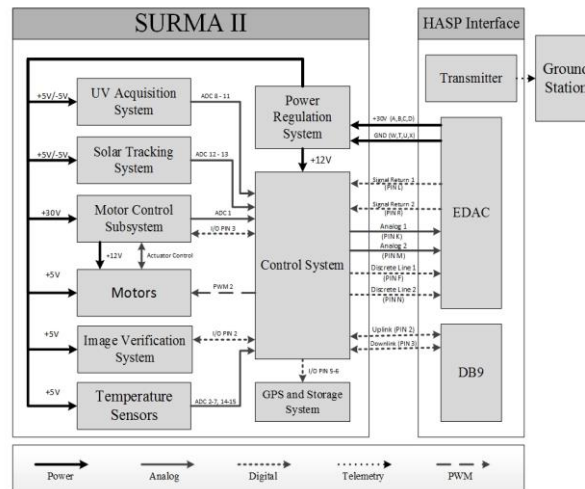 SURMA II
HASP Interface
UV Acquisition
System
Solar Tracking
System
Motor Control
Subsystem
Motors
Image Verification
System
Temperature
Sensors
Power
Regulation
System
Control System
GPS and Storage
System
Transmitter
Ground
Station
EDAC
DB9
+5V/-5V
+5V/-5V
+30V
+5V
+5V
+5V
+12V
Actuator Control
ADC 8 - 11
ADC 12 - 13
ADC 1
I/O PIN 3
PWM 2
I/O PIN 2
ADC 2-7, 14-15
+12V
I/O PIN 5-6
+30V (A,B,C,D)
GND (W,T,U,X)
Signal Return 1
(PIN L)
Signal Return 2
(PIN R)
Analog 1
(PIN K)
Analog 2
(PIN M)
Discrete Line 1
(PIN F)
Discrete Line 2
(PIN N)
Uplink (PIN 2)
Downlink (PIN 3)
Power
Analog
Digital
Telemetry
PWM